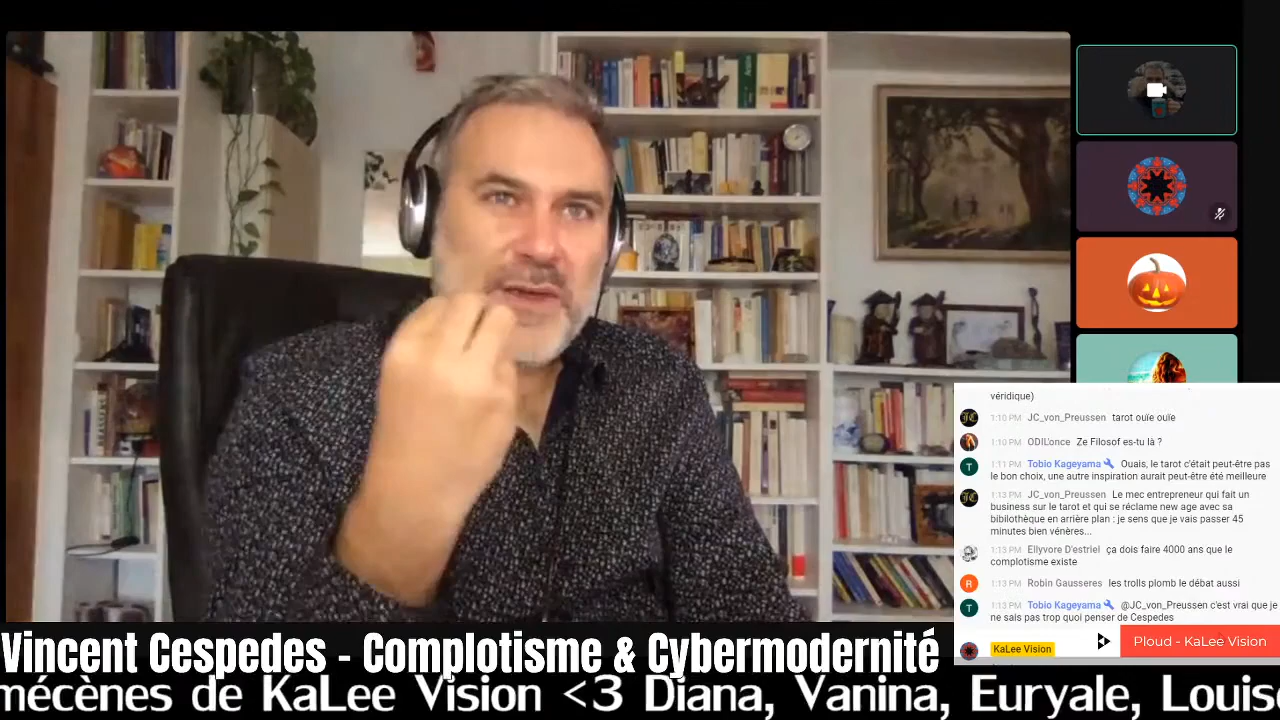 véridique)
1:10 PM JC_von_Preussen tarot ouïe ouïe
1:10 PM ODIL'once Ze Filosof es-tu là ?
1:11 PM Tobio Kageyama Ouais, le tarot c'était peut-être pas
le bon choix, une autre inspiration aurait peut-être été meilleure
1:13 PM JC_von_Preussen Le mec entrepreneur qui fait un
business sur le tarot et qui se réclame new age avec sa
bibliothèque en arrière plan : je sens que je vais passer 45
minutes bien vénères...
1:13 PM Ellyvore D'estriel ça dois faire 4000 ans que le
complotisme existe
1:13 PM Robin Gausseres les trolls plomb le débat aussi
1:13 PM Tobio Kageyama @JC_von_Preussen c'est vrai que je
ne sais pas trop quoi penser de Cespedes
KaLee Vision
Ploud - KaLee Vision
Vincent Cespedes - Complotisme & Cybermodernité
mécènes de KaLee Vision <3 Diana, Vanina, Euryale, Louis